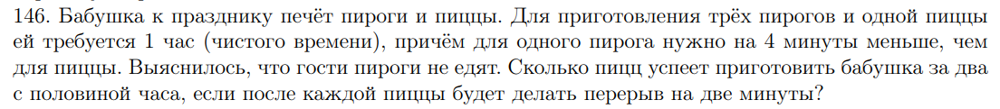 146. Бабушка к празднику печёт пироги и пиццы. Для приготовления трёх пирогов и одной пиццы
ей требуется 1 час (чистого времени), причём для одного пирога нужно на 4 минуты меньше, чем
для пиццы. Выяснилось, что гости пироги не едят. Сколько пицц успеет приготовить бабушка за два
с половиной часа, если после каждой пиццы будет делать перерыв на две минуты?